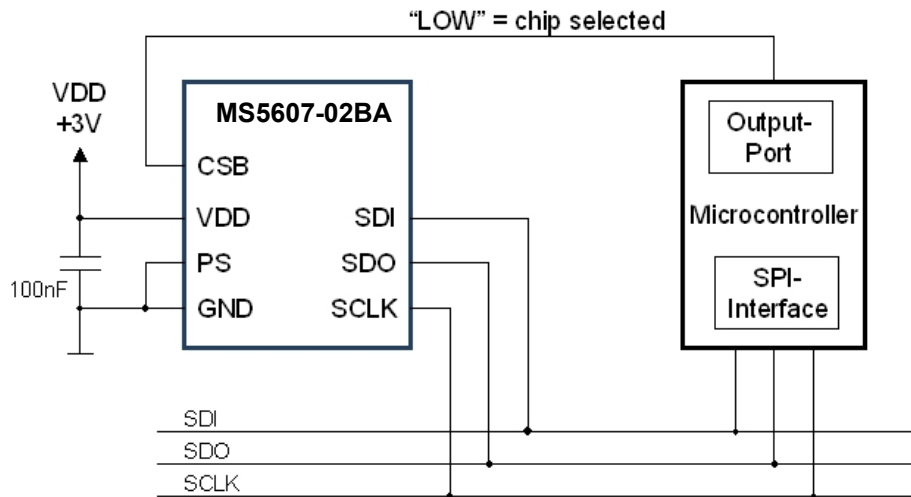 “LOW” = chip selected
VDD
+3V
MS5607-02BA
CSB
VDD
PS
GND
SDI
SDO
SCLK
100nF
Output-
Port
Microcontroller
SPI-
Interface
SDI
SDO
SCLK